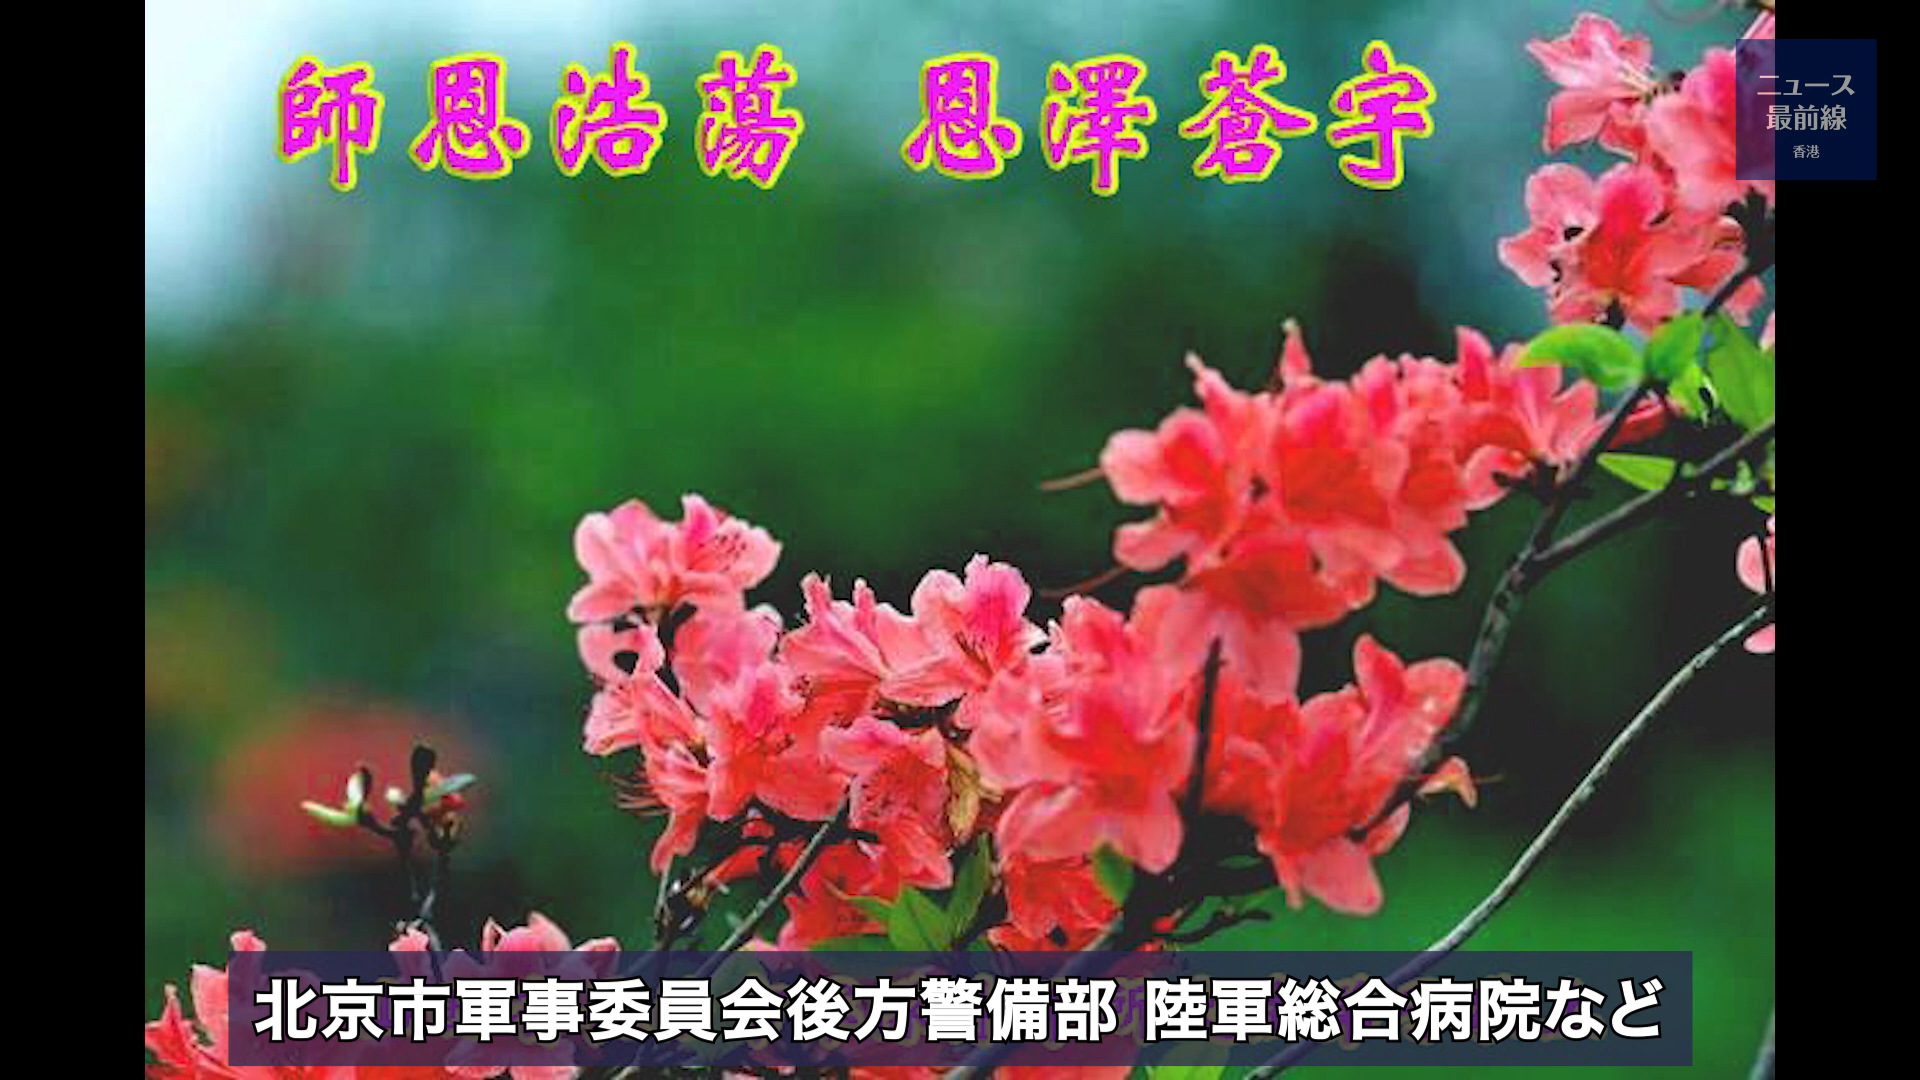 師恩浩蕩 恩澤蒼宇
ニュース
最前線
香港
北京市軍事委員会後方警備部 陸軍総合病院など